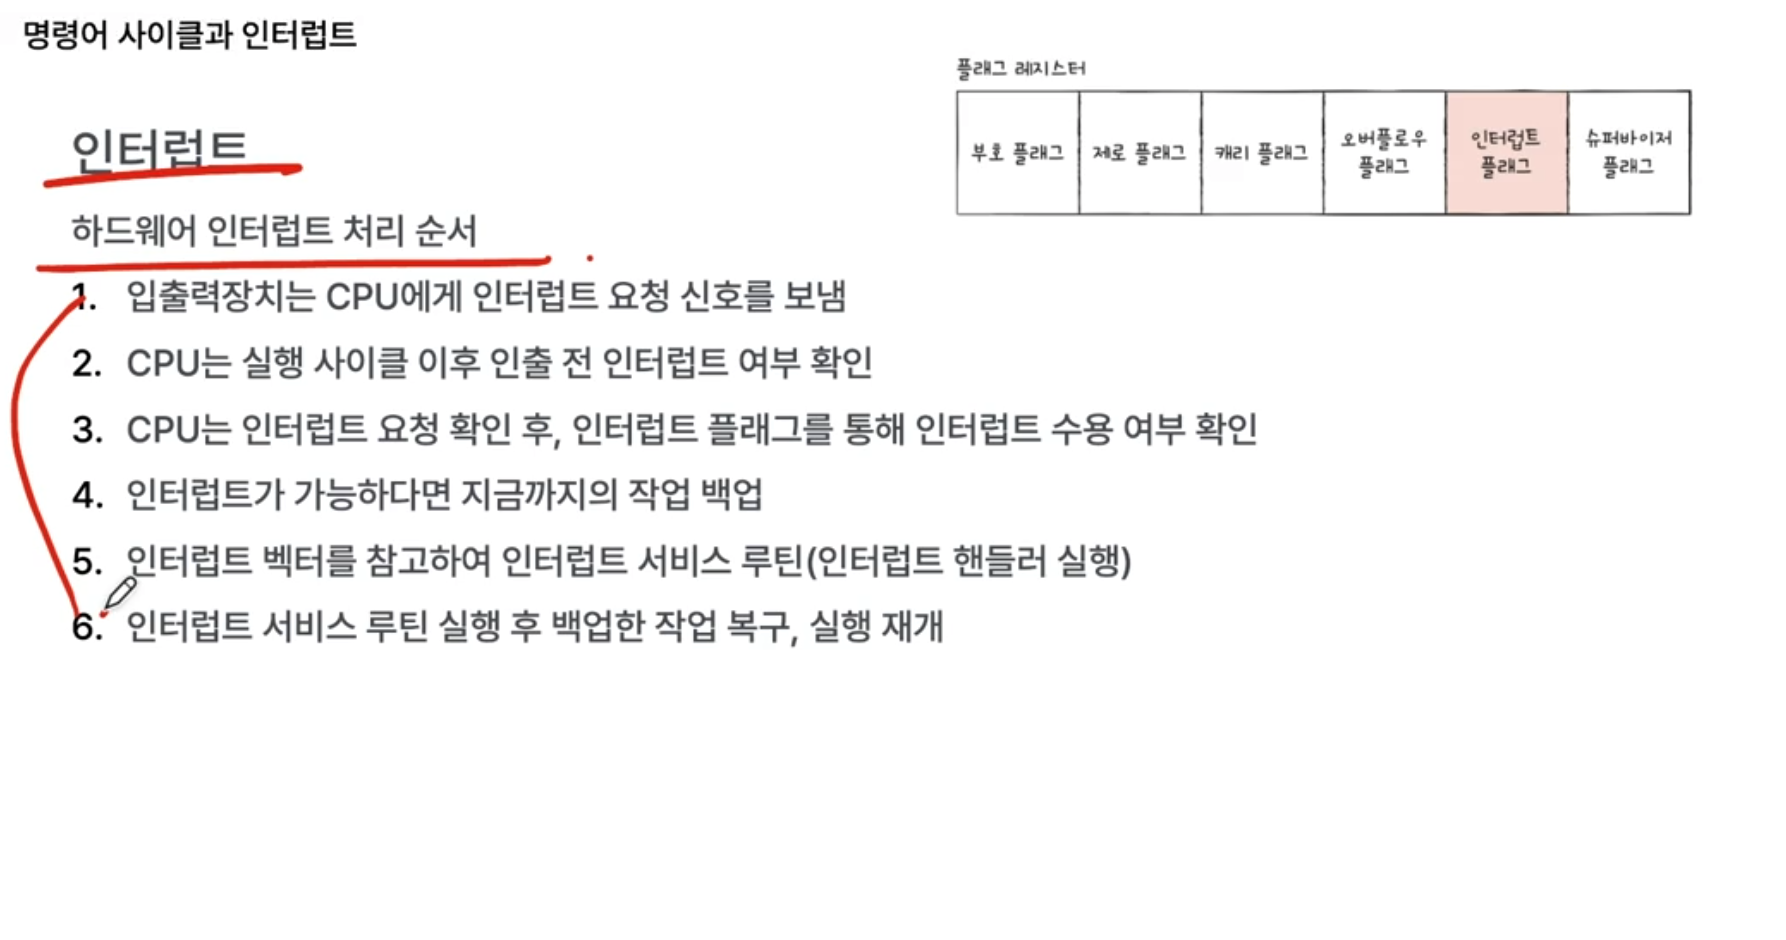 명령어 사이클과 인터럽트
플래그 레지스터
부호 플래그
제로 플래그
캐리 플래그
오버플로우
플래그
인터럽트
플래그
슈퍼바이저
플래그
인터럽트
하드웨어 인터럽트 처리 순서
1. 입출력장치는 CPU에게 인터럽트 요청 신호를 보냄
2. CPU는 실행 사이클 이후 인출 전 인터럽트 여부 확인
3. CPU는 인터럽트 요청 확인 후, 인터럽트 플래그를 통해 인터럽트 수용 여부 확인
4. 인터럽트가 가능하다면 지금까지의 작업 백업
5. 인터럽트 벡터를 참고하여 인터럽트 서비스 루틴(인터럽트 핸들러 실행)
6. 인터럽트 서비스 루틴 실행 후 백업한 작업 복구, 실행 재개